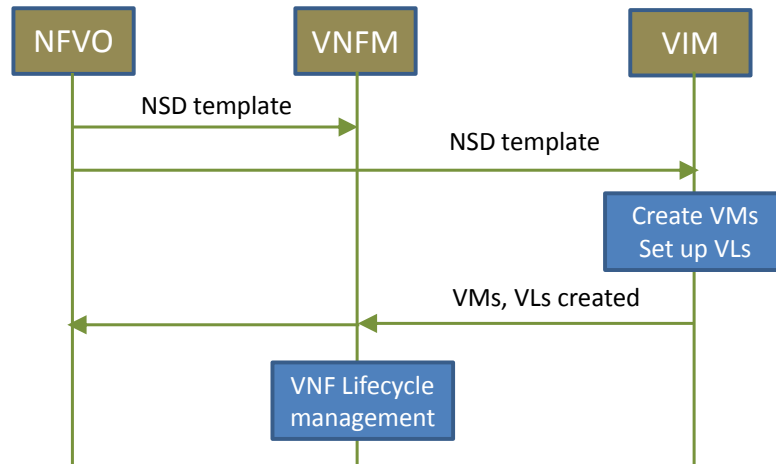 NFVO
VNFM
VIM
NSD template
NSD template
Create VMs
Set up VLs
VMs, VLs created
VNF Lifecycle
management